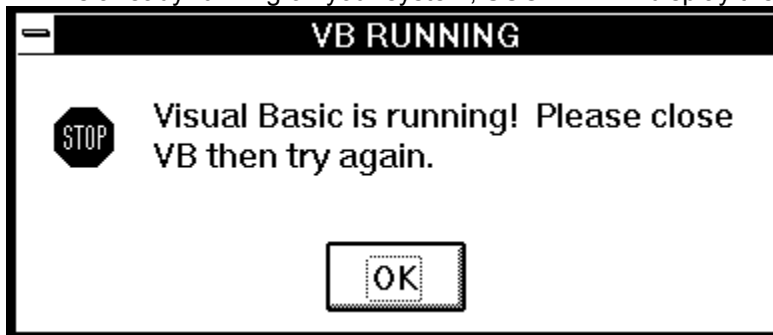 VB RUNNING
STOP
Visual Basic is running! Please close
VB then try again.
OK